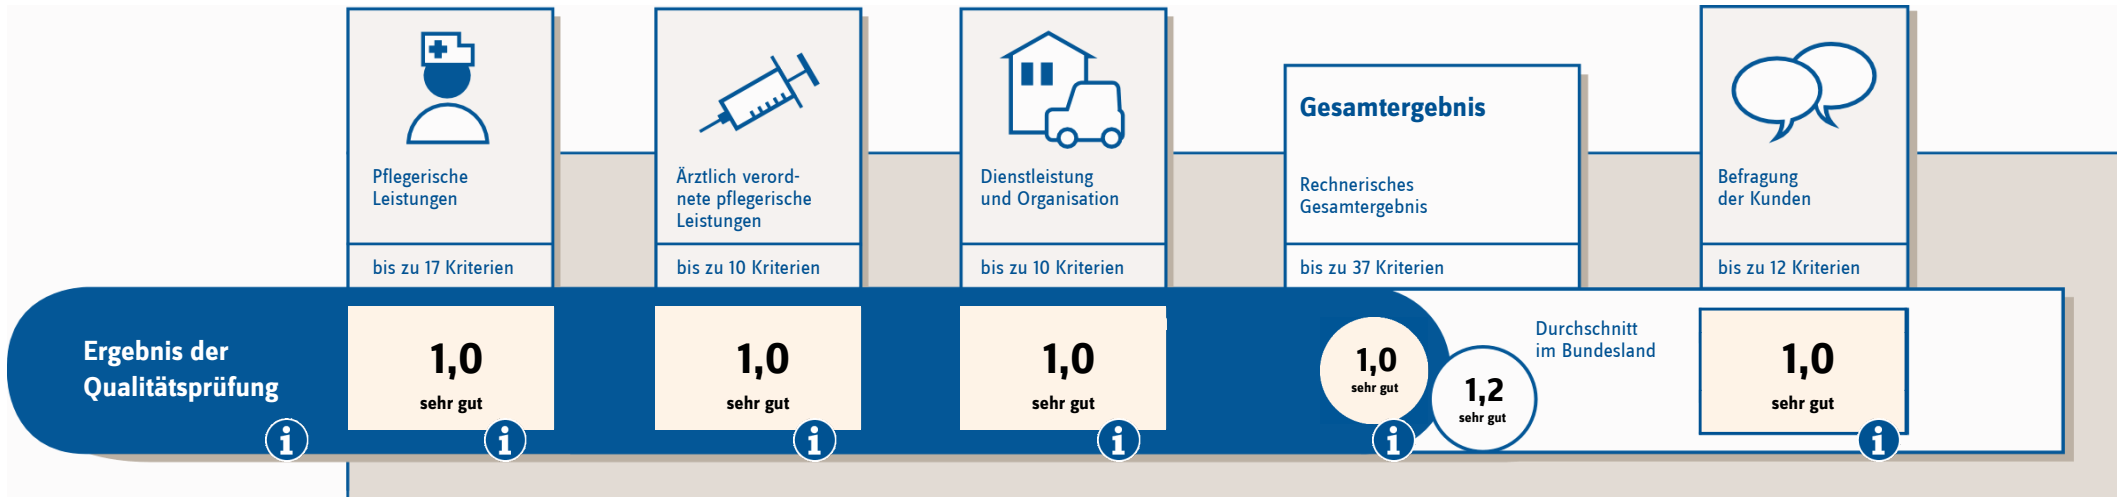 Pflegerische
Leistungen
bis zu 17 Kriterien
Ärztlich verord-
nete pflegerische
Leistungen
bis zu 10 Kriterien
Dienstleistung
und Organisation
bis zu 10 Kriterien
Gesamtergebnis
Rechnerisches
Gesamtergebnis
bis zu 37 Kriterien
Befragung
der Kunden
bis zu 12 Kriterien
Ergebnis der
Qualitätsprüfung
i
1,0
sehr gut
i
1,0
sehr gut
i
1,0
sehr gut
i
1,0
sehr gut
i
1,2
sehr gut
Durchschnitt
im Bundesland
1,0
sehr gut
i